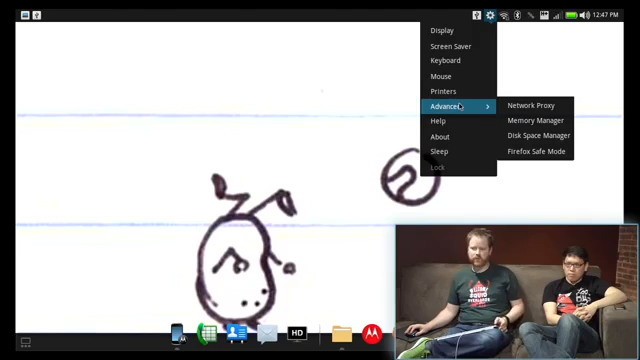 12:47 PM
Display
Screen Saver
Keyboard
Mouse
Printers
Advanced
Network Proxy
Memory Manager
Disk Space Manager
Firefox Safe Mode
Help
About
Sleep
Lock
HD
SQUID